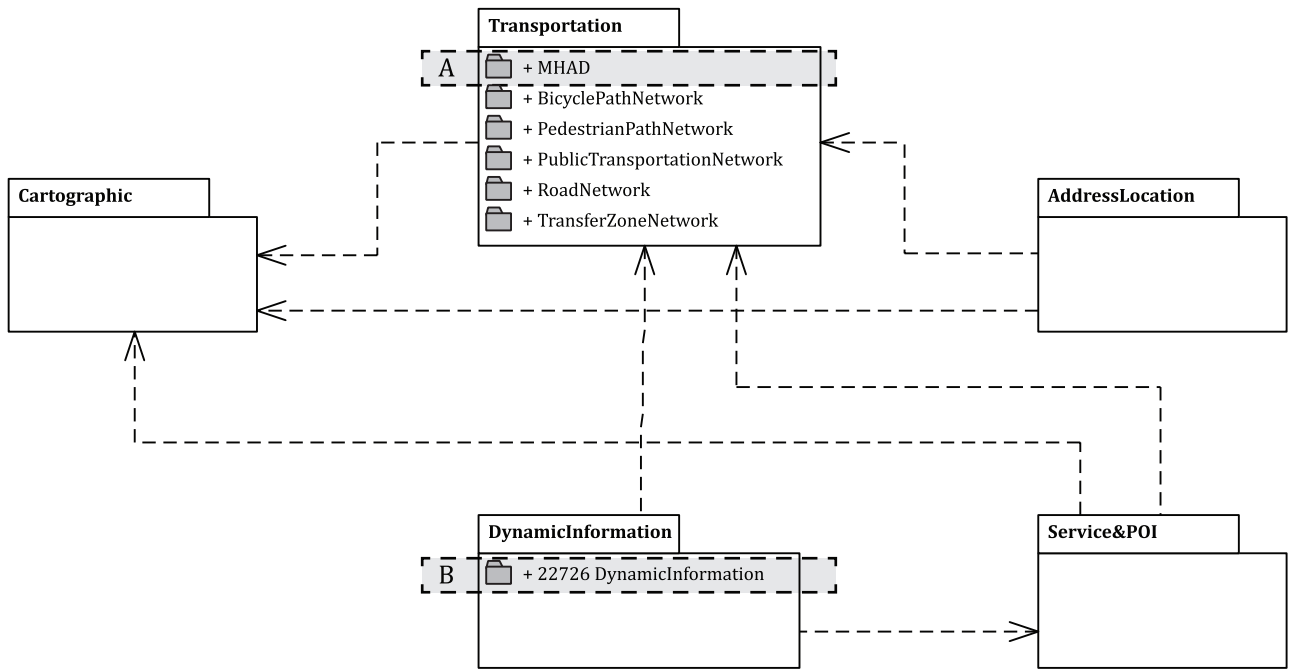 Transportation
A
+ MHAD
+ BicyclePathNetwork
+ PedestrianPathNetwork
+ PublicTransportationNetwork
+ RoadNetwork
+ TransferZoneNetwork
Cartographic
AddressLocation
DynamicInformation
B
+ 22726 DynamicInformation
Service&POI